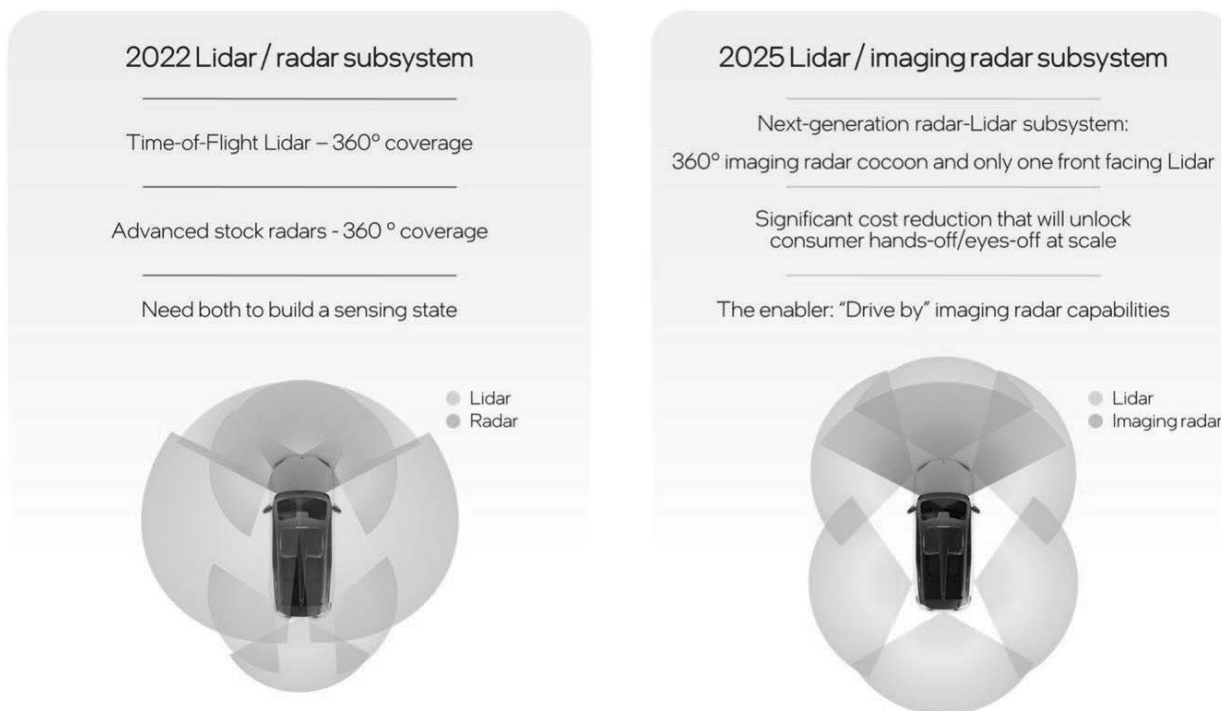 2022 Lidar / radar subsystem
Time-of-Flight Lidar – 360° coverage
Advanced stock radars - 360 ° coverage
Need both to build a sensing state
Lidar
Radar
2025 Lidar / imaging radar subsystem
Next-generation radar-Lidar subsystem:
360° imaging radar cocoon and only one front facing Lidar
Significant cost reduction that will unlock
consumer hands-off/eyes-off at scale
The enabler: “Drive by” imaging radar capabilities
Lidar
Imaging radar